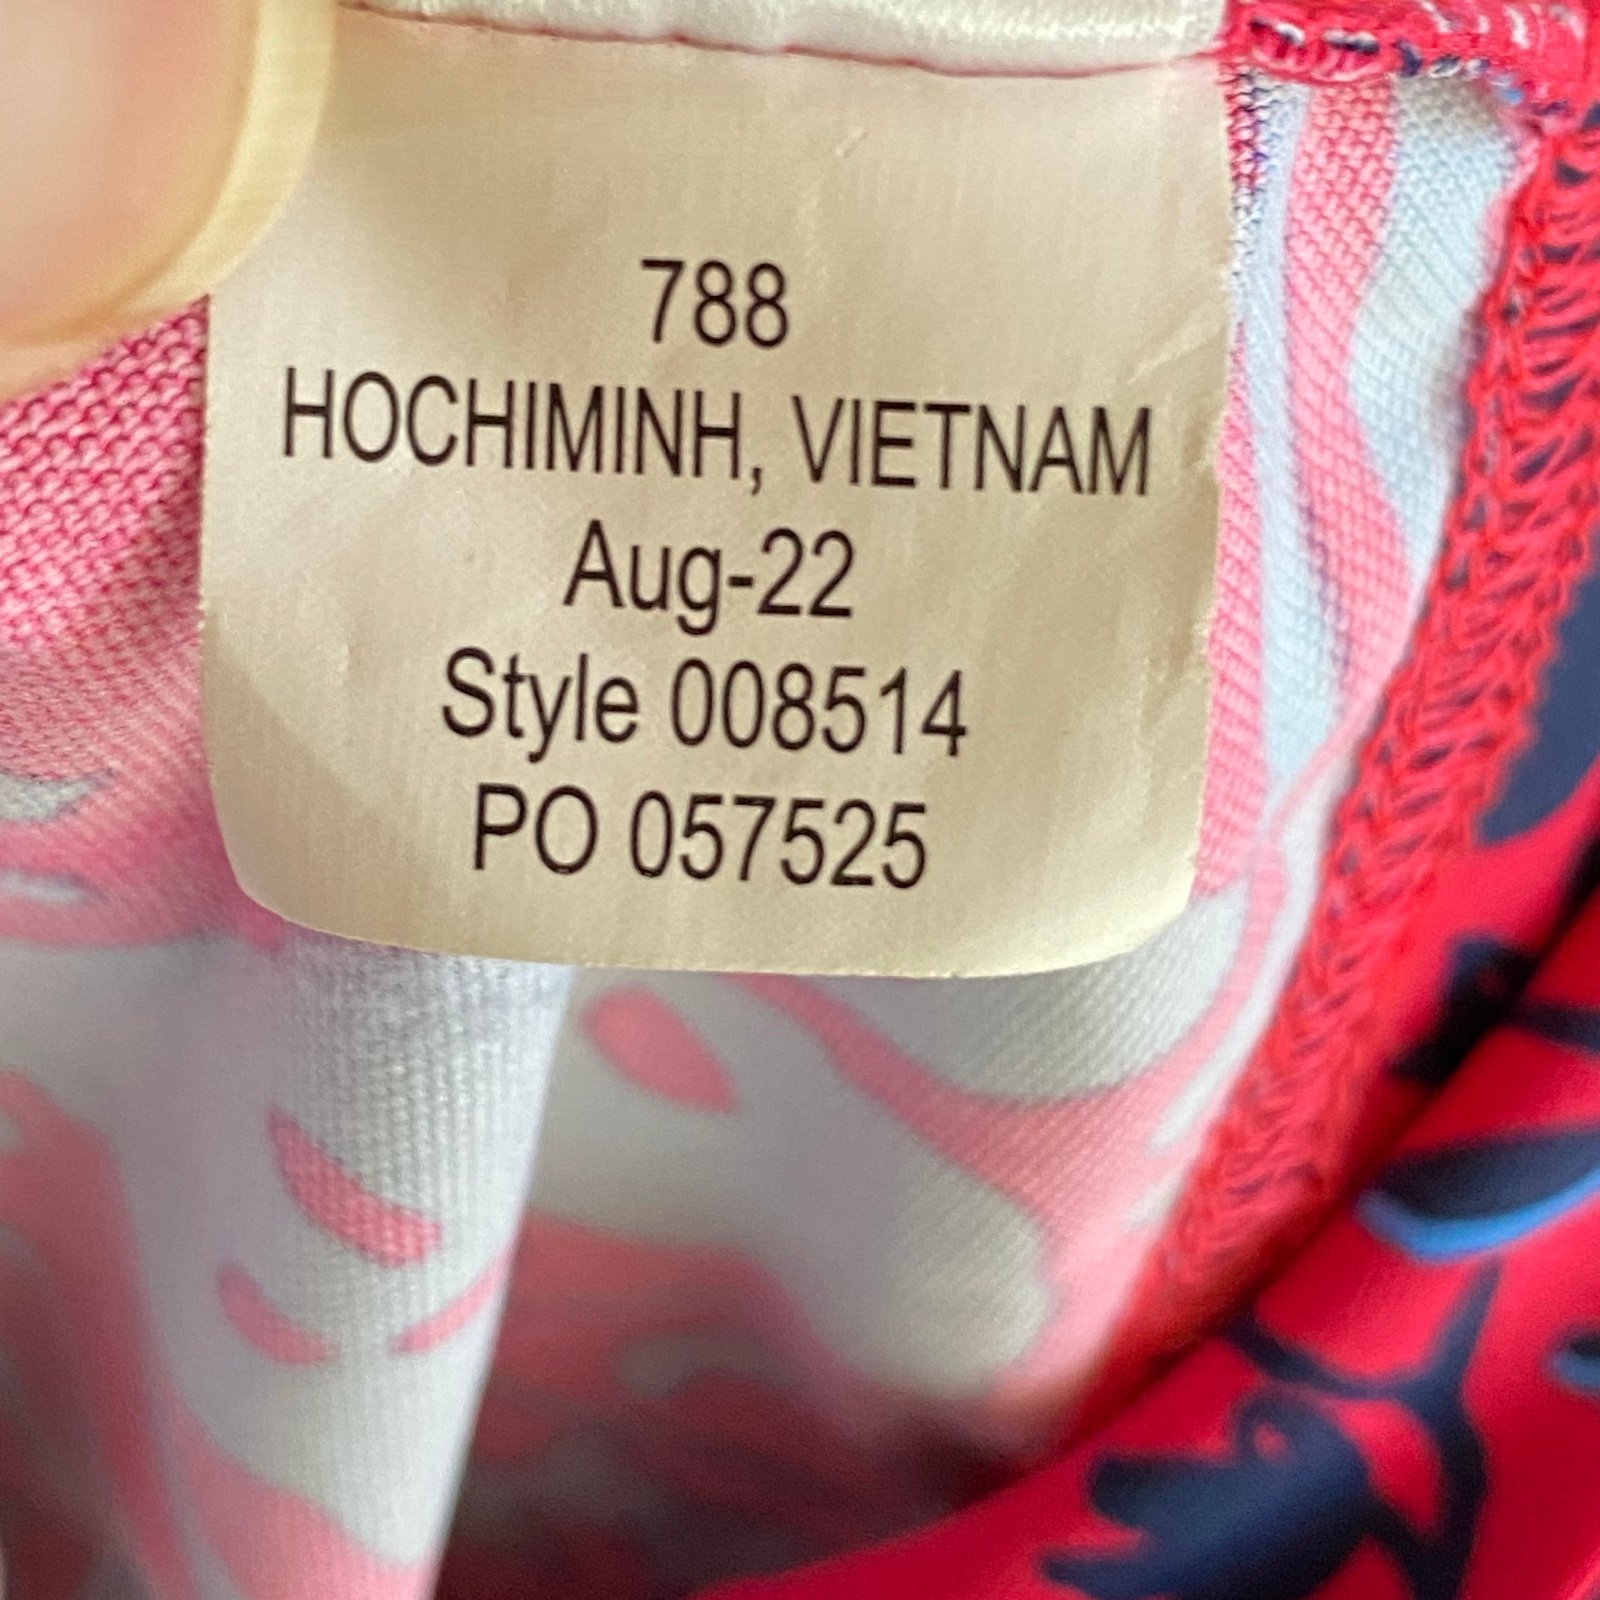 788
HOCHIMINH, VIETNAM
Aug-22
Style 008514
PO 057525